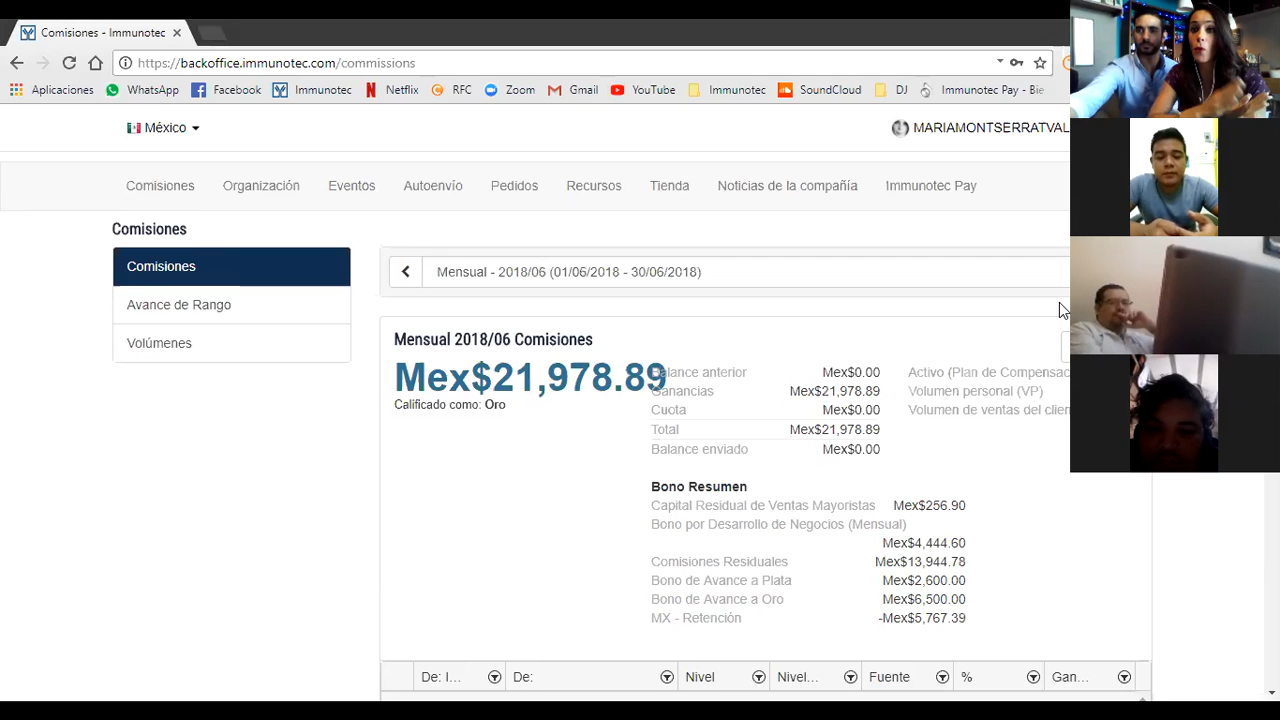 Comisiones - Immunotec
https://backoffice.immunotec.com/commissions
Aplicaciones WhatsApp Facebook Immunotec Netflix RFC Zoom Gmail YouTube Immunotec SoundCloud DJ Immunotec Pay - Bie
México
MARIAMONTSERRATVAL
Comisiones Organización Eventos Autoenvío Pedidos Recursos Tienda Noticias de la compañía Immunotec Pay
Comisiones
Comisiones
Avance de Rango
Volúmenes
Mensual - 2018/06 (01/06/2018 - 30/06/2018)
Mensual 2018/06 Comisiones
Mex$21,978.89
Calificado como: Oro
Balance anterior Mex$0.00
Ganancias Mex$21,978.89
Cuota Mex$0.00
Total Mex$21,978.89
Balance enviado Mex$0.00
Activo (Plan de Compensac
Volumen personal (VP)
Volumen de ventas del clien
Bono Resumen
Capital Residual de Ventas Mayoristas Mex$256.90
Bono por Desarrollo de Negocios (Mensual)
Mex$4,444.60
Comisiones Residuales Mex$13,944.78
Bono de Avance a Plata Mex$2,600.00
Bono de Avance a Oro Mex$6,500.00
MX - Retención -Mex$5,767.39
De: I... De: Nivel Nivel... Fuente % Gan...